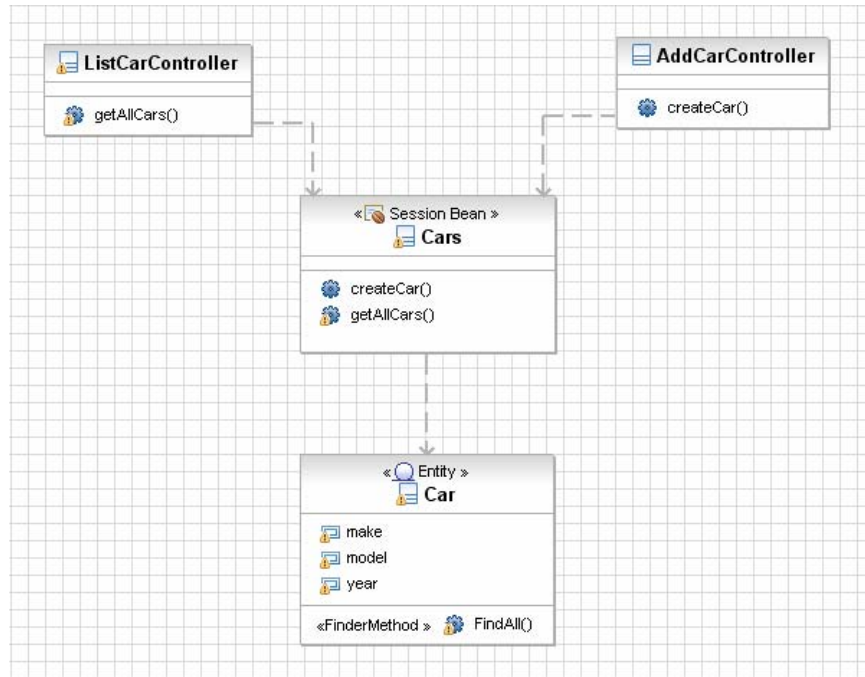 ListCarController
getAllCars()
AddCarController
createCar()
« Session Bean »
Cars
createCar()
getAllCars()
« Entity »
Car
make
model
year
«FinderMethod » FindAll()